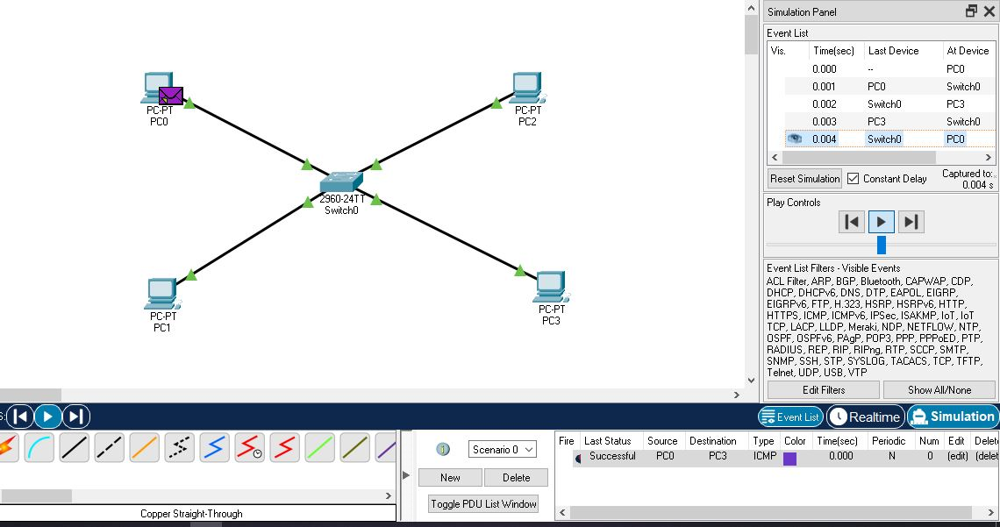 Simulation Panel
Event List
Vis. Time(sec) Last Device At Device
0.000 -- PC0
0.001 PC0 Switch0
0.002 Switch0 PC3
0.003 PC3 Switch0
0.004 Switch0 PC0
Reset Simulation Constant Delay Captured to:
0.004 s
Play Controls
Event List Filters - Visible Events
ACL Filter, ARP, BGP, Bluetooth, CAPWAP, CDP,
DHCP, DHCPv6, DNS, DTP, EAPOL, EIGRP,
EIGRPv6, FTP, H.323, HSRP, HSRPv6, HTTP,
HTTPS, ICMP, ICMPv6, IPSec, ISAKMP, IoT, IoT
TCP, LACP, LLDP, Meraki, NDP, NETFLOW, NTP,
OSPF, OSPFv6, PAgP, POP3, PPP, PPPoED, PTP,
RADIUS, REP, RIP, RIPng, RTP, SCCP, SMTP,
SNMP, SSH, STP, SYSLOG, TACACS, TCP, TFTP,
Telnet, UDP, USB, VTP
Edit Filters Show All/None
PC-PT
PC0
PC-PT
PC2
2960-24TT
Switch0
PC-PT
PC1
PC-PT
PC3
Event List Realtime Simulation
Scenario 0
New Delete
Toggle PDU List Window
Copper Straight-Through
Fire Last Status Source Destination Type Color Time(sec) Periodic Num Edit Delet
Successful PC0 PC3 ICMP 0.000 N 0 (edit) (delet